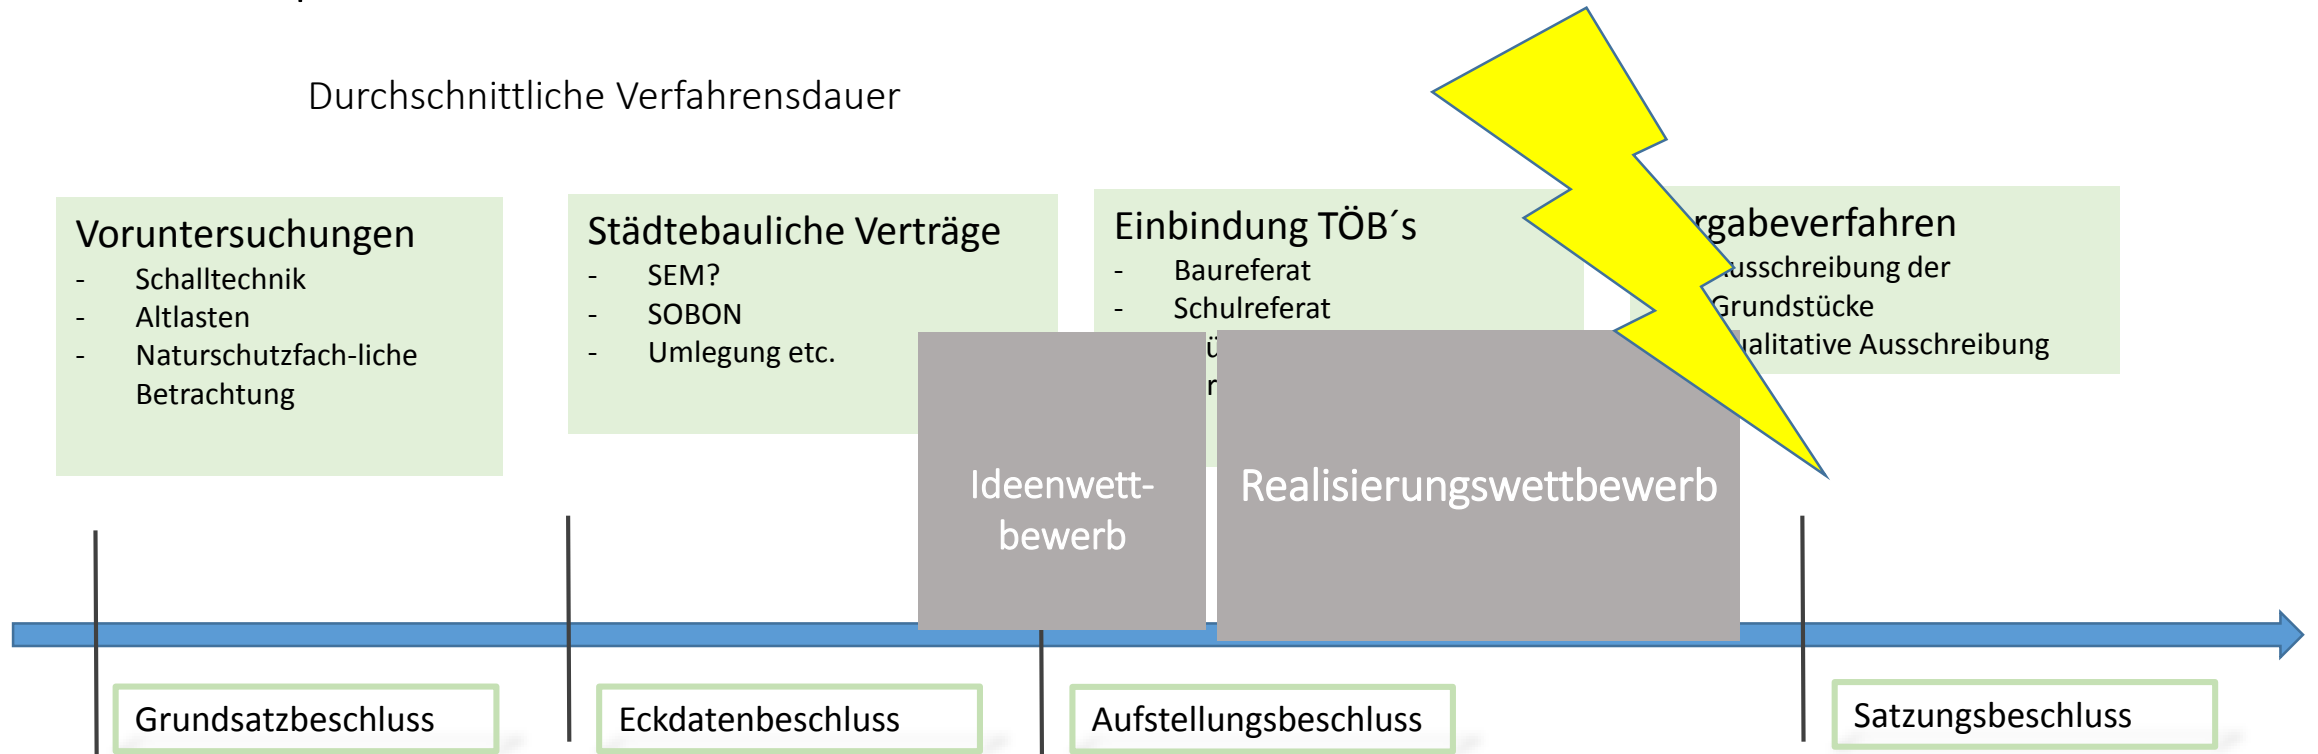 Durchschnittliche Verfahrensdauer
Voruntersuchungen
- Schalltechnik
- Altlasten
- Naturschutzfach-liche
Betrachtung
Städtebauliche Verträge
- SEM?
- SOBON
- Umlegung etc.
Einbindung TÖB´s
- Baureferat
- Schulreferat
rgabeverfahren
usschreibung der
Grundstücke
ualitative Ausschreibung
Ideenwett-
bewerb
Realisierungswettbewerb
Grundsatzbeschluss
Eckdatenbeschluss
Aufstellungsbeschluss
Satzungsbeschluss